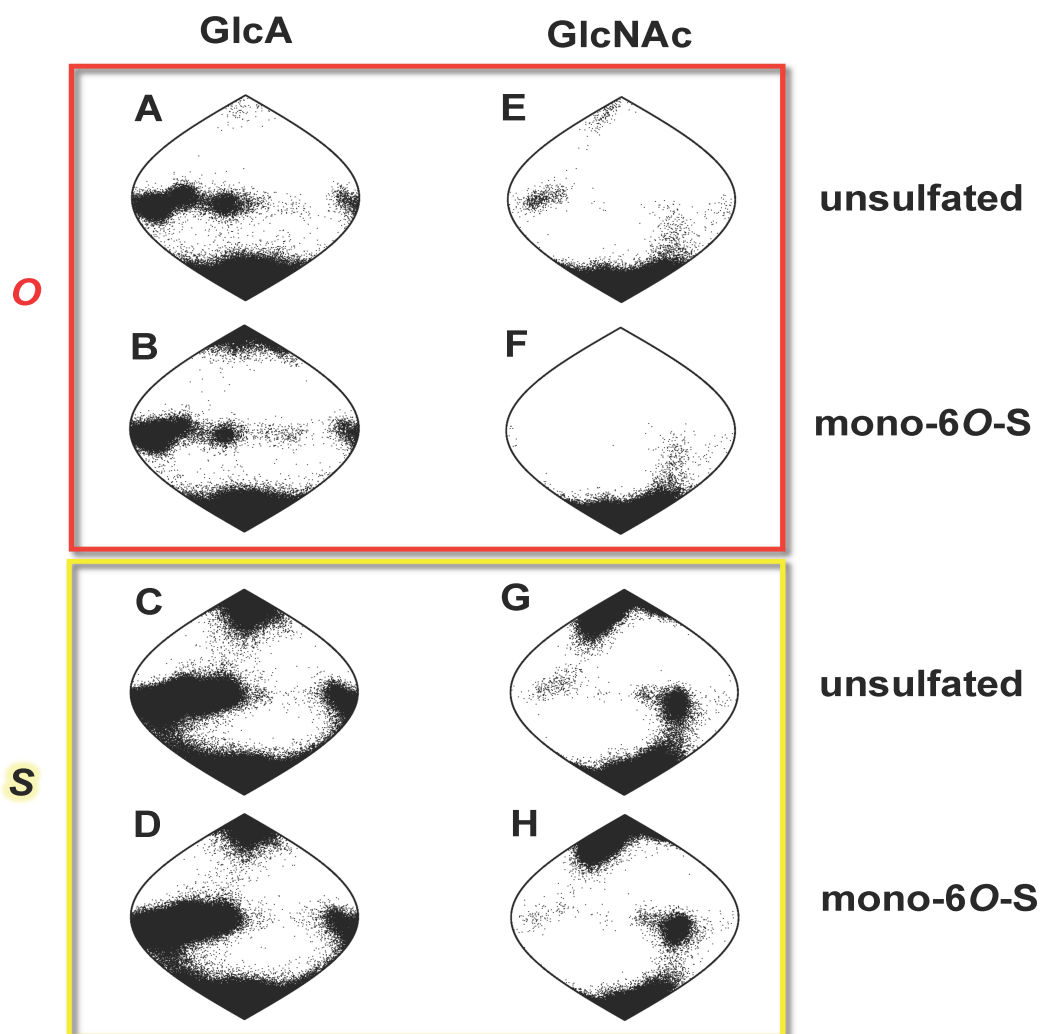 GlcA GlcNAc
A E unsulfated
O
B F mono-6O-S
C G unsulfated
S
D H mono-6O-S